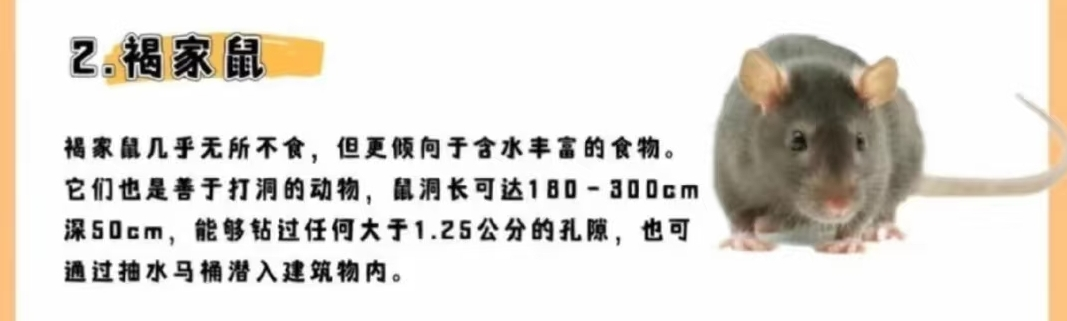 2.褐家鼠
褐家鼠几乎无所不食，但更倾向于含水丰富的食物。
它们也是善于打洞的动物，鼠洞长可达180-300cm
深50cm，能够钻过任何大于1.25公分的孔隙，也可
通过抽水马桶潜入建筑物内。